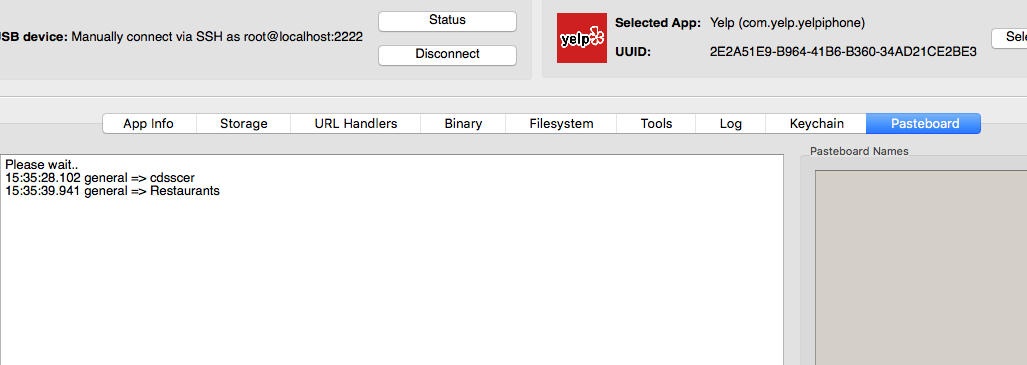 Status
USB device: Manually connect via SSH as root@localhost:2222
Disconnect
yelp
Selected App: Yelp (com.yelp.yelpiphone)
UUID: 2E2A51E9-B964-41B6-B360-34AD21CE2BE3
App Info Storage URL Handlers Binary Filesystem Tools Log Keychain Pasteboard
Please wait..
15:35:28.102 general => cdsscer
15:35:39.941 general => Restaurants
Pasteboard Names